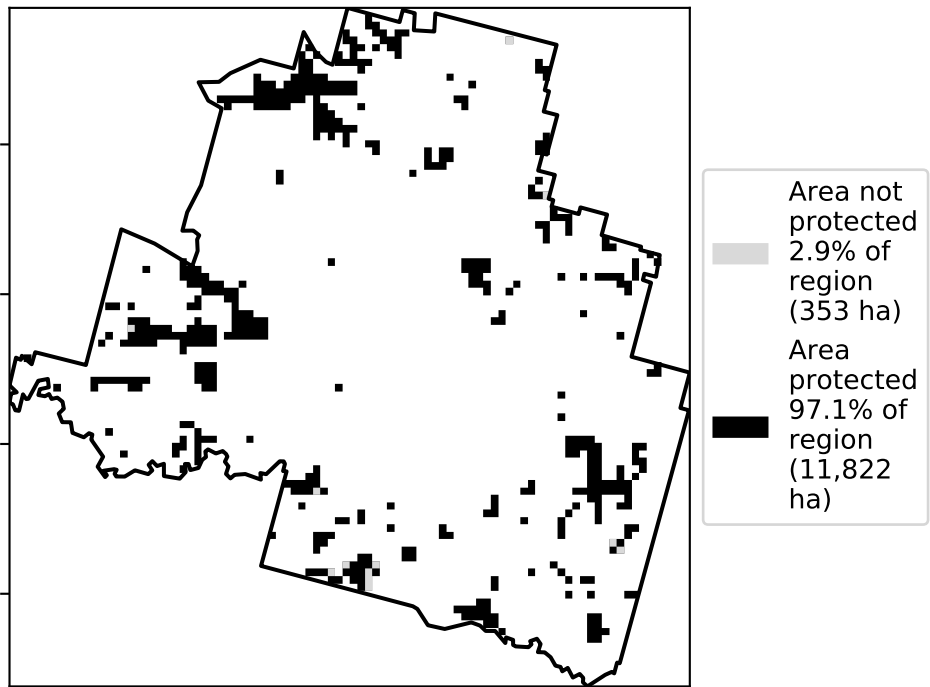 Area not
protected
2.9% of
region
(353 ha)
Area
protected
97.1% of
region
(11,822
ha)